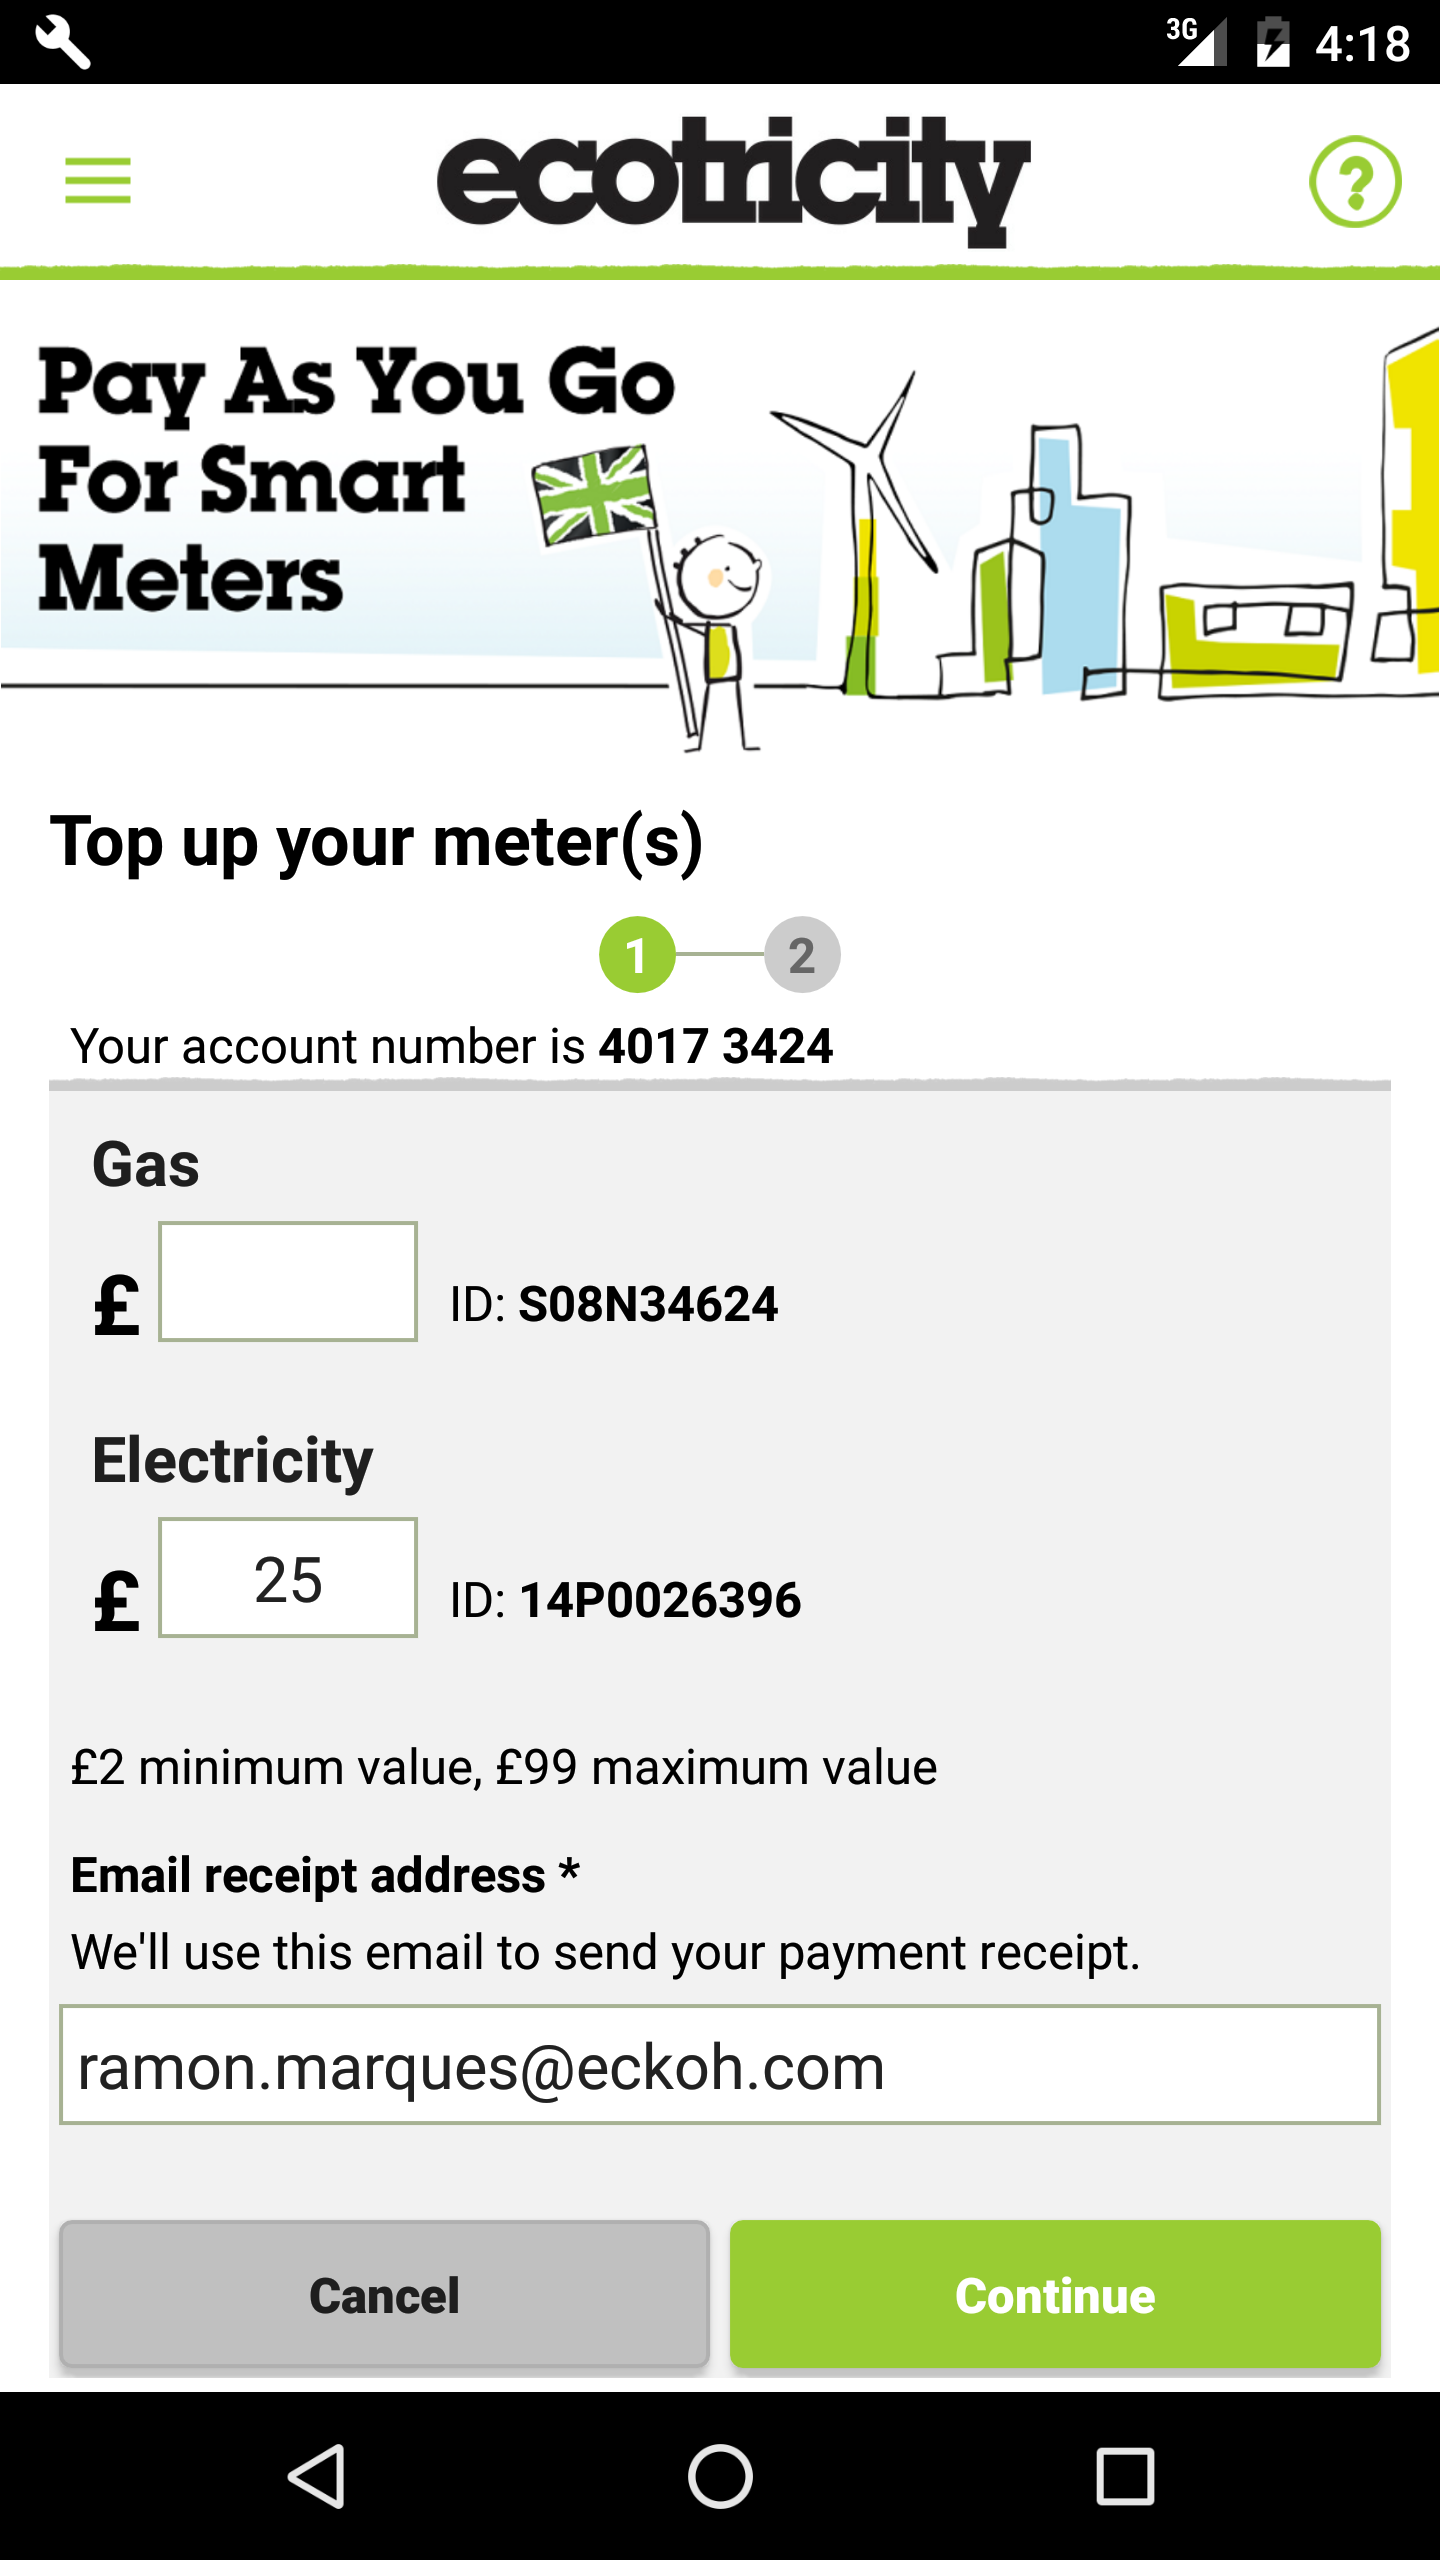 3G 4:18
ecotricity
?
Pay As You Go
For Smart
Meters
Top up your meter(s)
1 2
Your account number is 4017 3424
Gas
£ ID: S08N34624
Electricity
£ 25 ID: 14P0026396
£2 minimum value, £99 maximum value
Email receipt address *
We'll use this email to send your payment receipt.
ramon.marques@eckoh.com
Cancel Continue